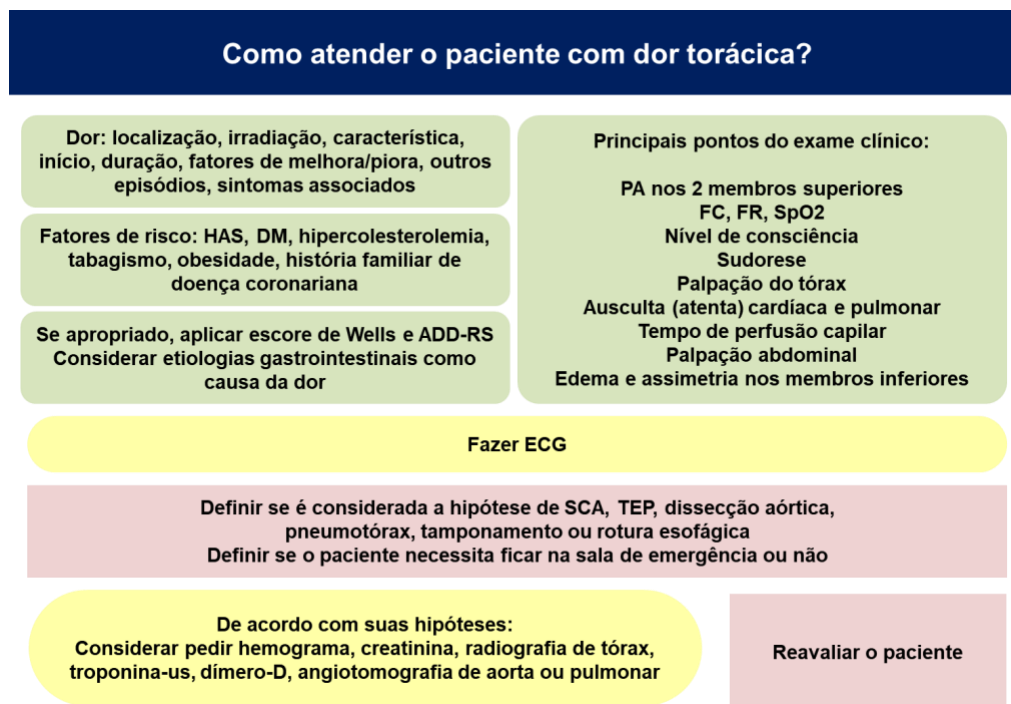 Como atender o paciente com dor torácica?
Dor: localização, irradiação, característica,
início, duração, fatores de melhora/piora, outros
episódios, sintomas associados
Fatores de risco: HAS, DM, hipercolesterolemia,
tabagismo, obesidade, história familiar de
doença coronariana
Se apropriado, aplicar escore de Wells e ADD-RS
Considerar etiologias gastrointestinais como
causa da dor
Principais pontos do exame clínico:
PA nos 2 membros superiores
FC, FR, SpO2
Nível de consciência
Sudorese
Palpação do tórax
Ausculta (atenta) cardíaca e pulmonar
Tempo de perfusão capilar
Palpação abdominal
Edema e assimetria nos membros inferiores
Fazer ECG
Definir se é considerada a hipótese de SCA, TEP, dissecção aórtica,
pneumotórax, tamponamento ou rotura esofágica
Definir se o paciente necessita ficar na sala de emergência ou não
De acordo com suas hipóteses:
Considerar pedir hemograma, creatinina, radiografia de tórax,
troponina-us, dímero-D, angiotomografia de aorta ou pulmonar
Reavaliar o paciente